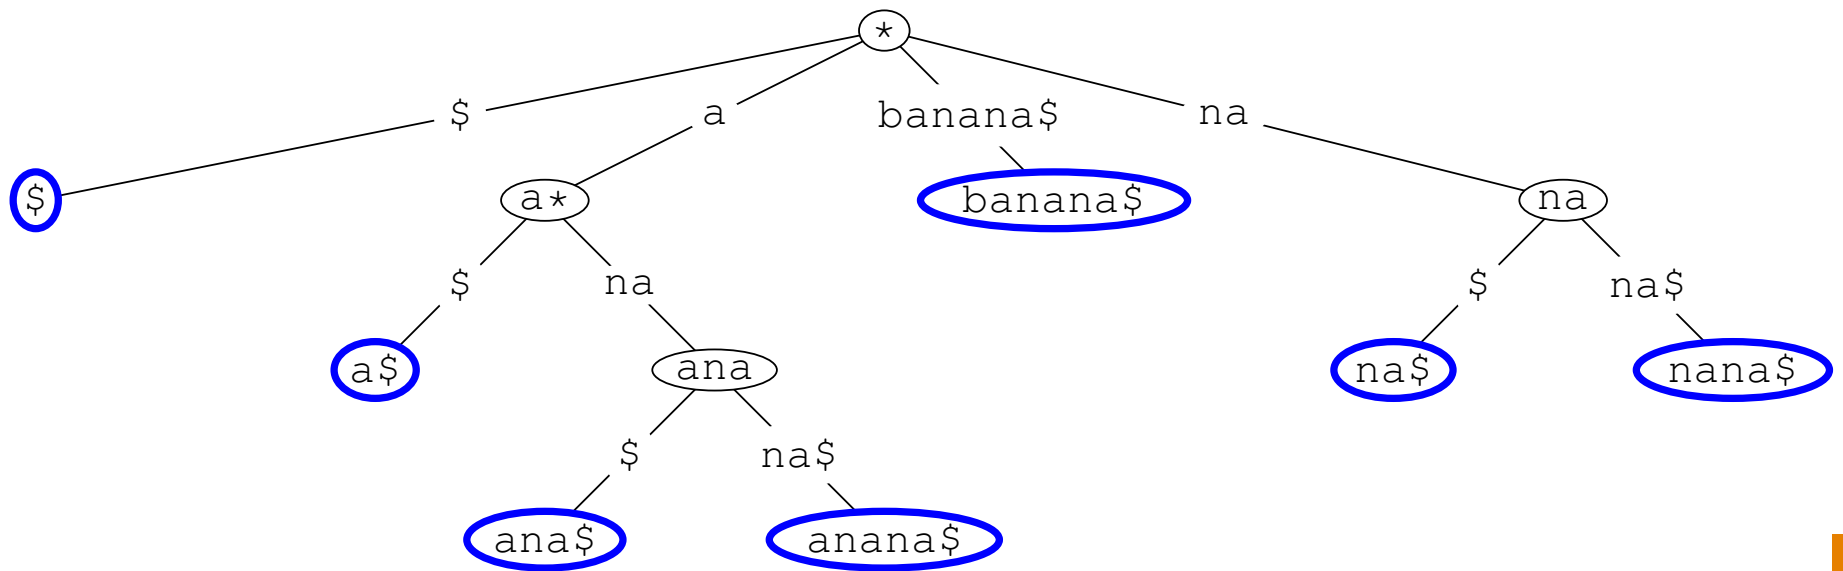 *
$ a banana$ na
$ a* banana$ na
$ na $ na$
a$ ana na$ nana$
$ na$
ana$ anana$